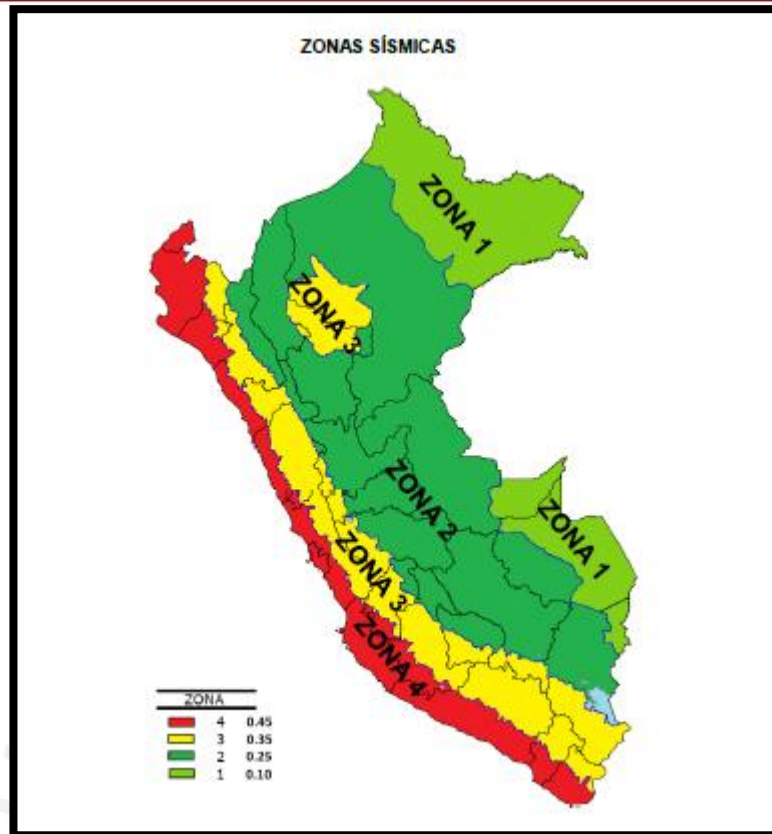 ZONAS SÍSMICAS
ZONA 1
ZONA 3
ZONA 2
ZONA 1
ZONA 3
ZONA 4
ZONA
4 0.45
3 0.35
2 0.25
1 0.10